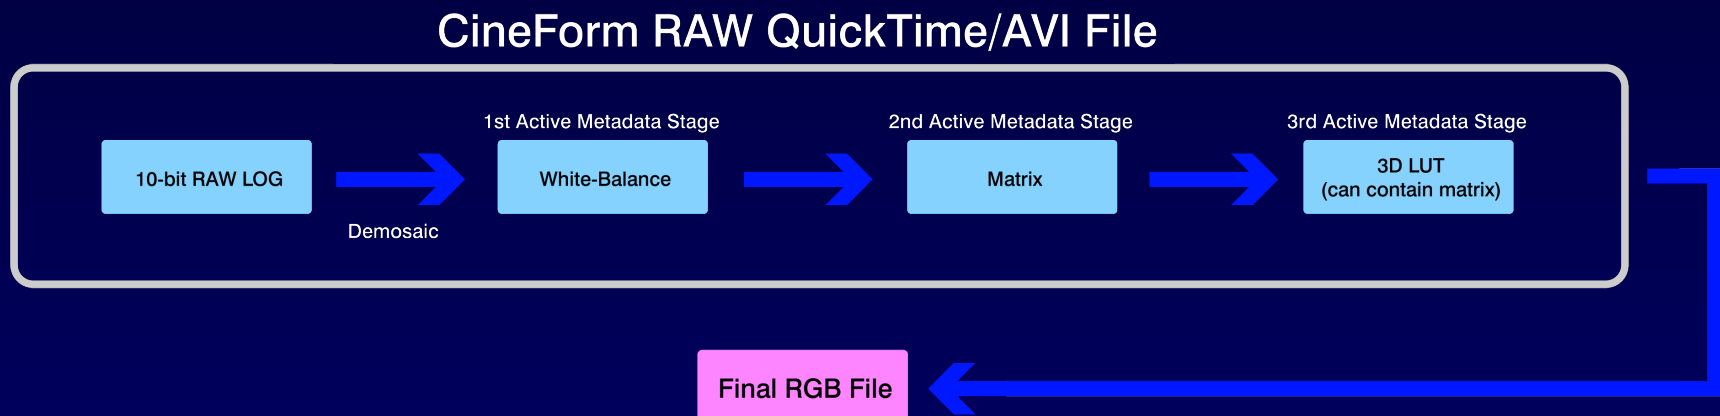 CineForm RAW QuickTime/AVI File
1st Active Metadata Stage
2nd Active Metadata Stage
3rd Active Metadata Stage
10-bit RAW LOG
White-Balance
Matrix
3D LUT
(can contain matrix)
Demosaic
Final RGB File